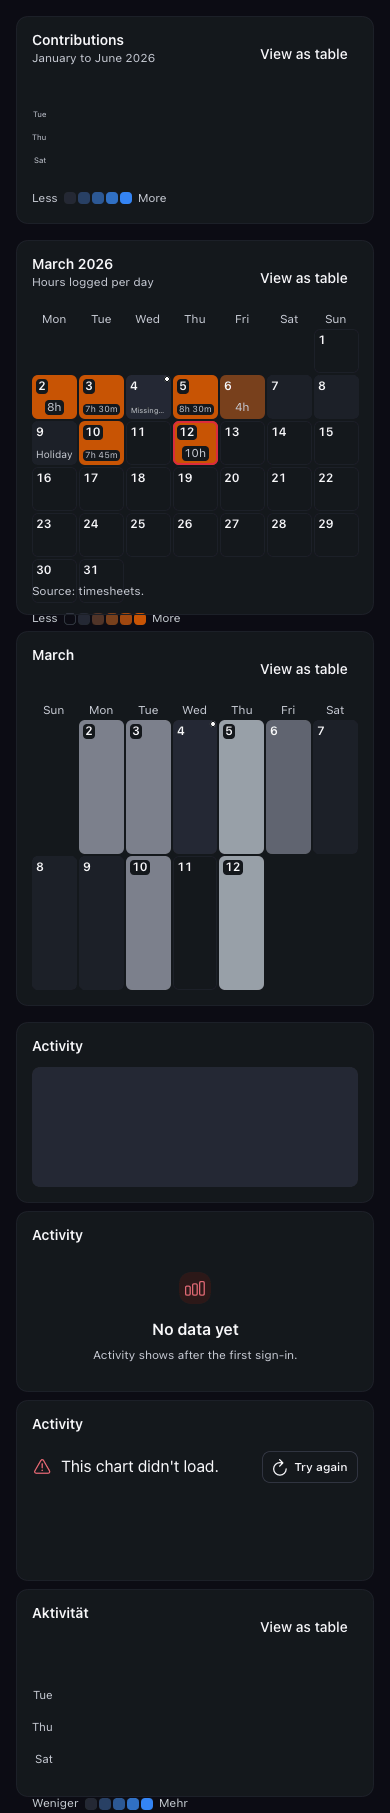 Contributions
View as table
January to June 2026
Tue
Thu
Sat
Less More
March 2026
View as table
Hours logged per day
Mon Tue Wed Thu Fri Sat Sun
1
2 3 4 5 6 7 8
8h 7h 30m Missing... 8h 30m 4h
9 10 11 12 13 14 15
Holiday 7h 45m 10h
16 17 18 19 20 21 22
23 24 25 26 27 28 29
30 31
Source: timesheets.
Less More
March
View as table
Sun Mon Tue Wed Thu Fri Sat
2 3 4 5 6 7
8 9 10 11 12
Activity
Activity
No data yet
Activity shows after the first sign-in.
Activity
This chart didn't load.
Try again
Aktivität
View as table
Tue
Thu
Sat
Weniger Mehr